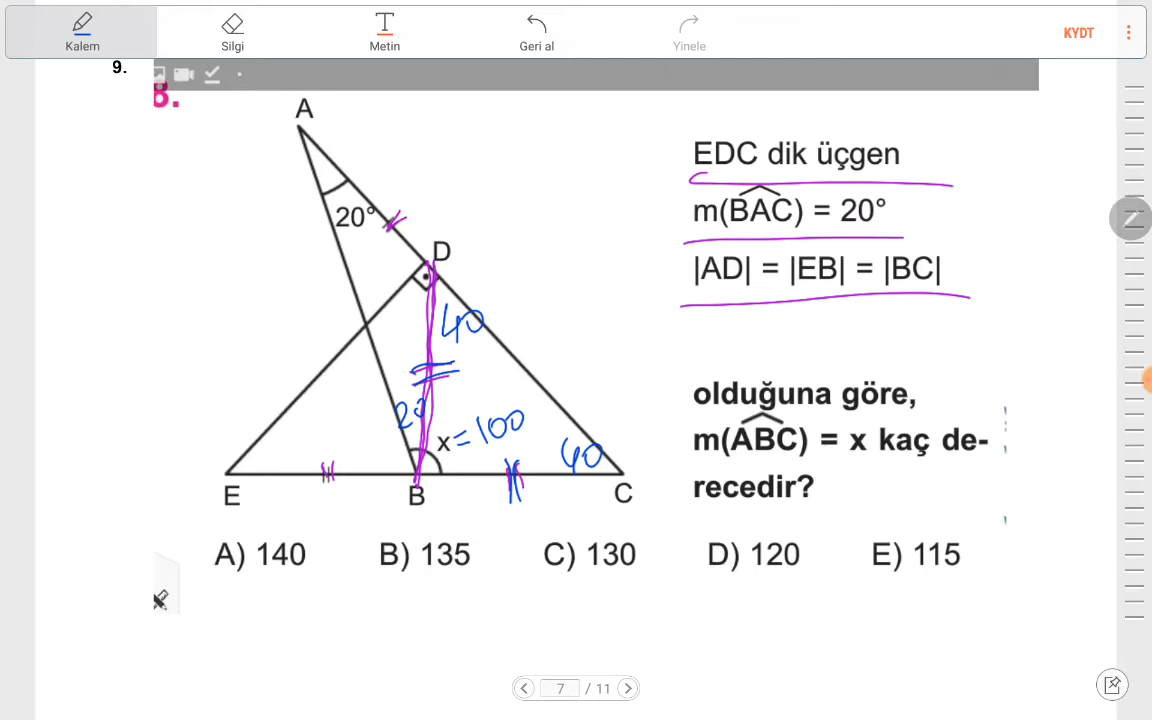 Kalem Silgi Metin Geri al Yinele KYDT
9.
8.
A
EDC dik üçgen
m(BAC) = 20°
20°
D
|AD| = |EB| = |BC|
40
olduğuna göre,
20
x = 100
40
m(ABC) = x kaç de-
recedir?
E B C
A) 140 B) 135 C) 130 D) 120 E) 115
7 / 11